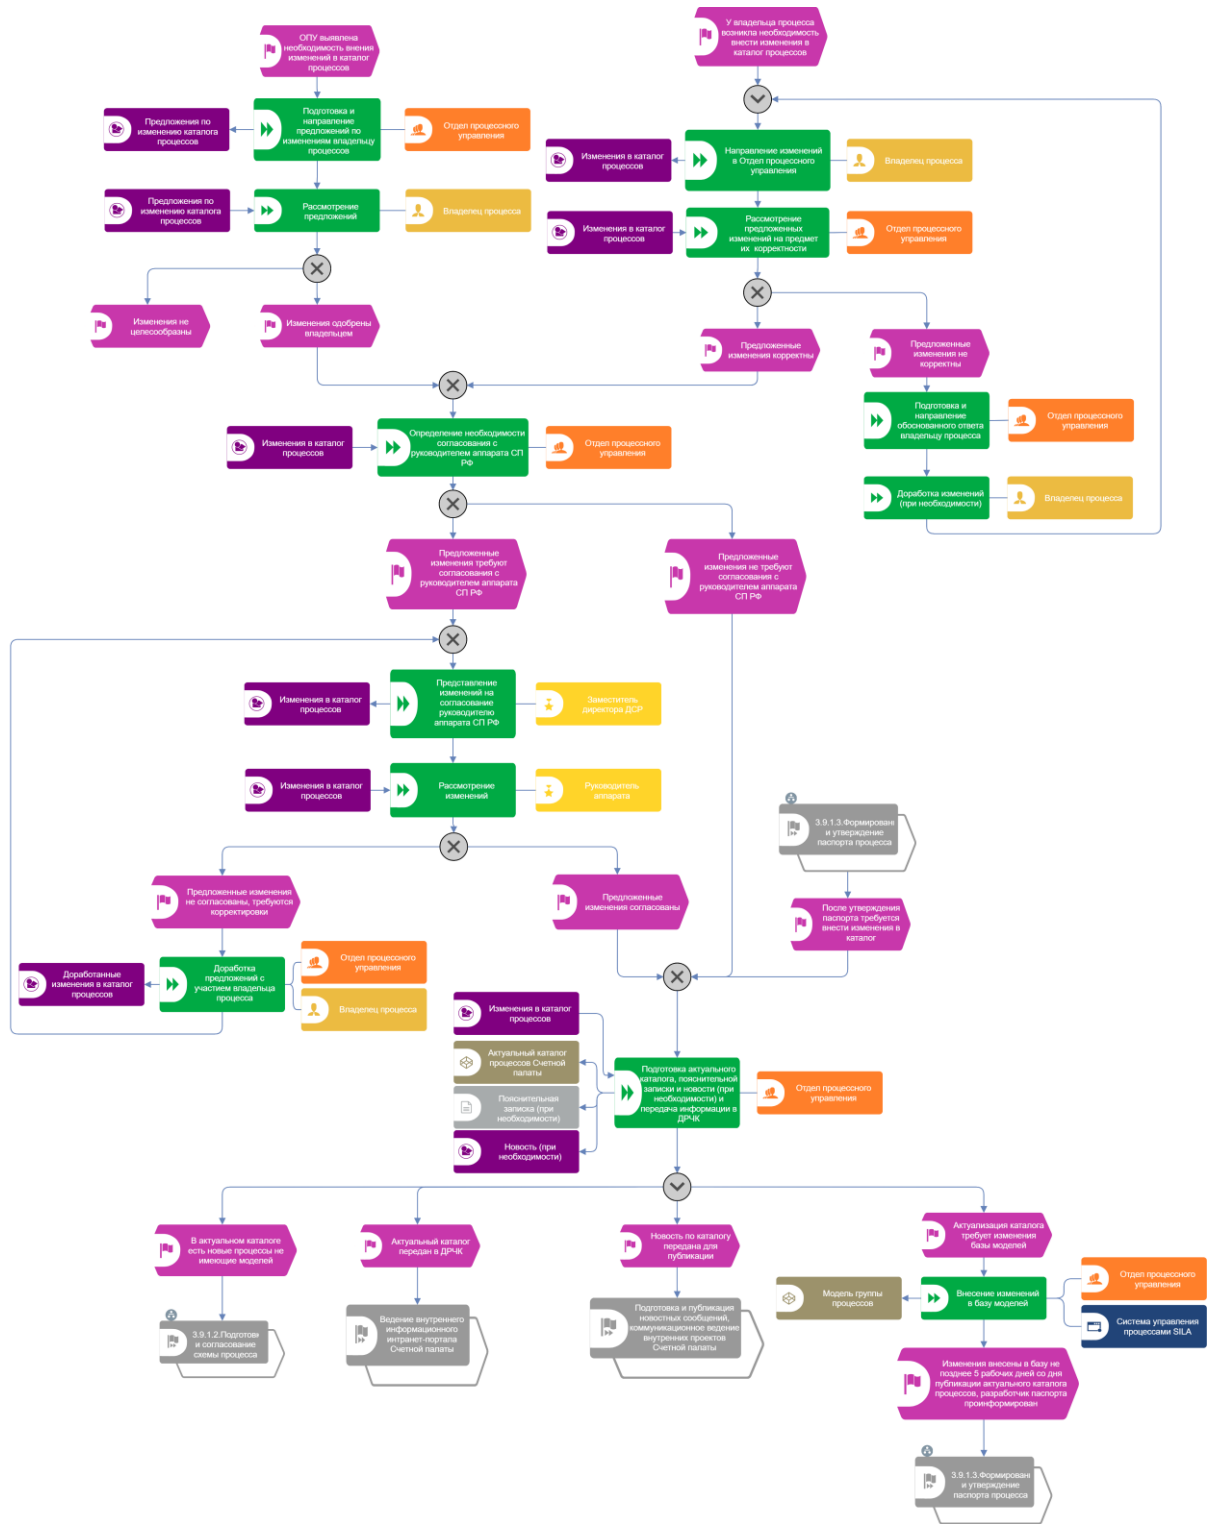 ОПУ выявлена
необходимость внения
изменений в каталог
процессов
У владельца процесса
возникла необходимость
внести изменения в
каталог процессов
Предложения по
изменению каталога
процессов
Подготовка и
направление
предложений по
изменениям владельцу
процессов
Отдел процессного
управления
Изменения в каталог
процессов
Направление изменений
в Отдел процессного
управления
Владелец процесса
Предложения по
изменению каталога
процессов
Рассмотрение
предложений
Владелец процесса
Изменения в каталог
процессов
Рассмотрение
предложенных
изменений на предмет
их корректности
Отдел процессного
управления
Изменения не
целесообразны
Изменения одобрены
владельцем
Предложенные
изменения корректны
Предложенные
изменения не
корректны
Подготовка и
направление
обоснованного ответа
владельцу процесса
Отдел процессного
управления
Изменения в каталог
процессов
Определение необходимости
согласования с
руководителем аппарата СП
РФ
Отдел процессного
управления
Доработка изменений
(при необходимости)
Владелец процесса
Предложенные
изменения требуют
согласования с
руководителем аппарата
СП РФ
Предложенные
изменения не требуют
согласования с
руководителем аппарата
СП РФ
Изменения в каталог
процессов
Представление
изменений на
согласование
руководителю
аппарата СП РФ
Заместитель
директора ДСР
Изменения в каталог
процессов
Рассмотрение
изменений
Руководитель
аппарата
3.9.1.3.Формировани
и утверждение
паспорта процесса
Предложенные изменения
не согласованы, требуются
корректировки
Предложенные
изменения согласованы
После утверждения
паспорта требуется
внести изменения в
каталог
Доработанные
изменения в каталог
процессов
Доработка
предложений с
участием владельца
процесса
Отдел процессного
управления
Владелец процесса
Изменения в каталог
процессов
Актуальный каталог
процессов Счетной
палаты
Пояснительная
записка (при
необходимости)
Новость (при
необходимости)
Подготовка актуального
каталога, пояснительной
записки и новости (при
необходимости) и
передача информации в
ДРЧК
Отдел процессного
управления
В актуальном каталоге
есть новые процессы не
имеющие моделей
Актуальный каталог
передан в ДРЧК
Новость по каталогу
передана для
публикации
Актуализация каталога
требует изменения
базы моделей
3.9.1.2.Подготови
и согласование
схемы процесса
Ведение внутреннего
информационного
интранет-портала
Счетной палаты
Подготовка и публикация
новостных сообщений,
коммуникационное ведение
внутренних проектов
Счетной палаты
Модель группы
процессов
Внесение изменений
в базу моделей
Отдел процессного
управления
Система управления
процессами SILA
Изменения внесены в базу не
позднее 5 рабочих дней со дня
публикации актуального каталога
процессов, разработчик паспорта
проинформирован
3.9.1.3.Формировани
и утверждение
паспорта процесса